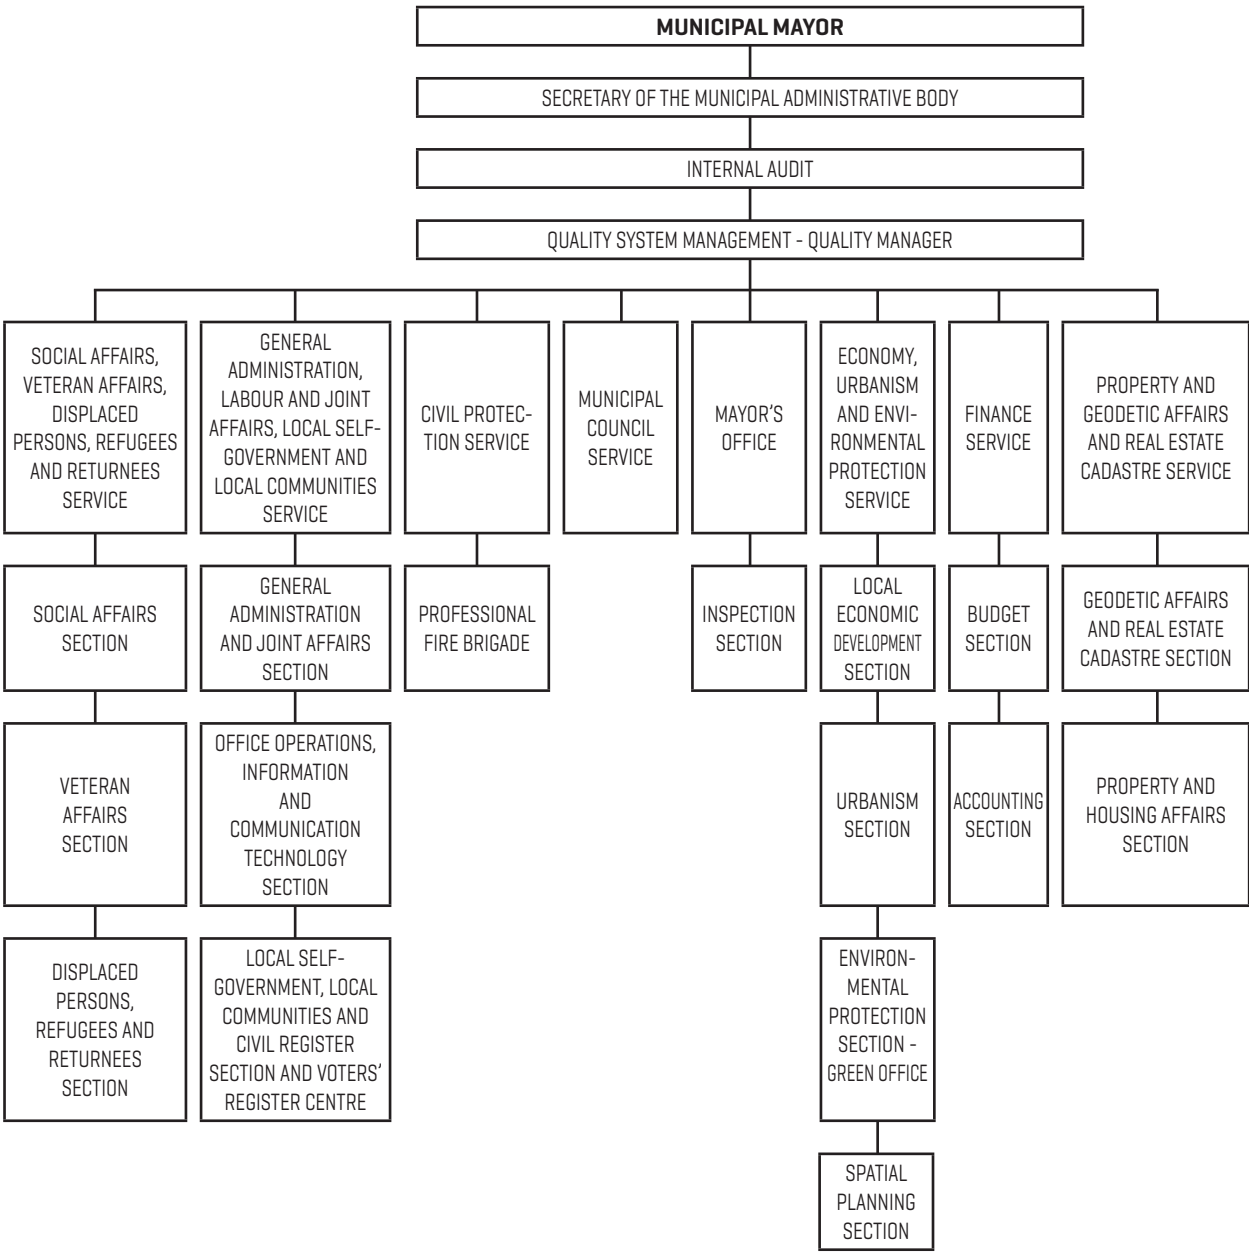 MUNICIPAL MAYOR
SECRETARY OF THE MUNICIPAL ADMINISTRATIVE BODY
INTERNAL AUDIT
QUALITY SYSTEM MANAGEMENT - QUALITY MANAGER
SOCIAL AFFAIRS,
VETERAN AFFAIRS,
DISPLACED
PERSONS, REFUGEES
AND RETURNEES
SERVICE
GENERAL
ADMINISTRATION,
LABOUR AND JOINT
AFFAIRS, LOCAL SELF-
GOVERNMENT AND
LOCAL COMMUNITIES
SERVICE
CIVIL PROTEC-
TION SERVICE
MUNICIPAL
COUNCIL
SERVICE
MAYOR'S
OFFICE
ECONOMY,
URBANISM
AND ENVI-
RONMENTAL
PROTECTION
SERVICE
FINANCE
SERVICE
PROPERTY AND
GEODETIC AFFAIRS
AND REAL ESTATE
CADASTRE SERVICE
SOCIAL AFFAIRS
SECTION
GENERAL
ADMINISTRATION
AND JOINT AFFAIRS
SECTION
PROFESSIONAL
FIRE BRIGADE
INSPECTION
SECTION
LOCAL
ECONOMIC
DEVELOPMENT
SECTION
BUDGET
SECTION
GEODETIC AFFAIRS
AND REAL ESTATE
CADASTRE SECTION
VETERAN
AFFAIRS
SECTION
OFFICE OPERATIONS,
INFORMATION
AND
COMMUNICATION
TECHNOLOGY
SECTION
URBANISM
SECTION
ACCOUNTING
SECTION
PROPERTY AND
HOUSING AFFAIRS
SECTION
DISPLACED
PERSONS,
REFUGEES AND
RETURNEES
SECTION
LOCAL SELF-
GOVERNMENT, LOCAL
COMMUNITIES AND
CIVIL REGISTER
SECTION AND VOTERS'
REGISTER CENTRE
ENVIRON-
MENTAL
PROTECTION
SECTION -
GREEN OFFICE
SPATIAL
PLANNING
SECTION